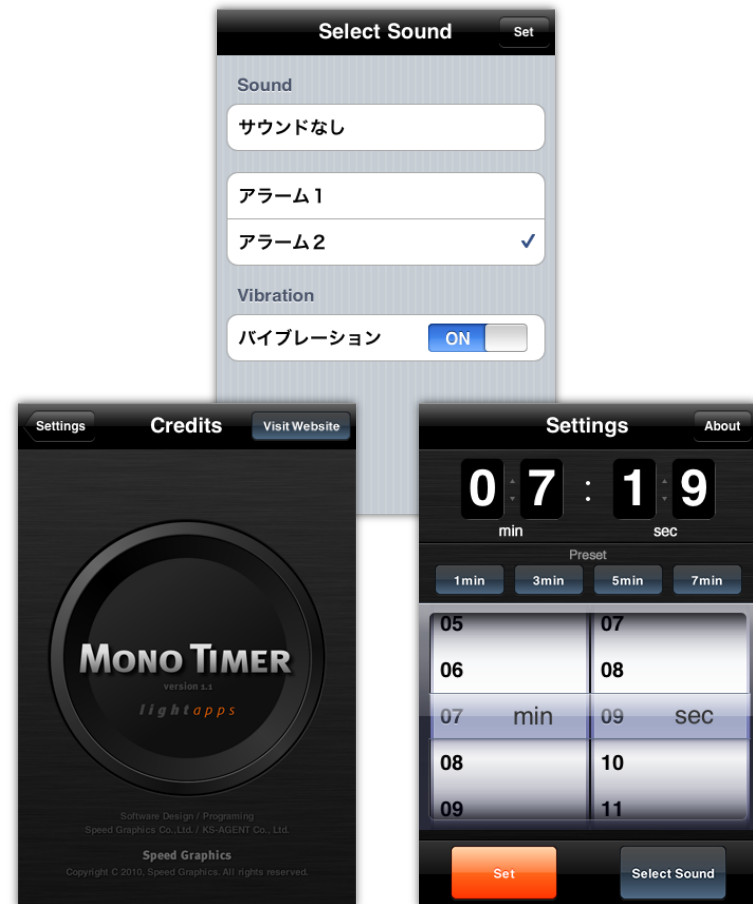 Select Sound
Set
Sound
サウンドなし
アラーム1
アラーム2
Vibration
バイブレーション
ON
Settings
Credits
Visit Website
MONO TIMER
version 1.1
lightapps
Software Design / Programing
Speed Graphics Co.,Ltd. / KS-AGENT Co., Ltd.
Speed Graphics
Copyright C 2010, Speed Graphics. All rights reserved.
Settings
About
07 : 19
min sec
Preset
1min 3min 5min 7min
05 07
06 08
07 min 09 sec
08 10
09 11
Set
Select Sound